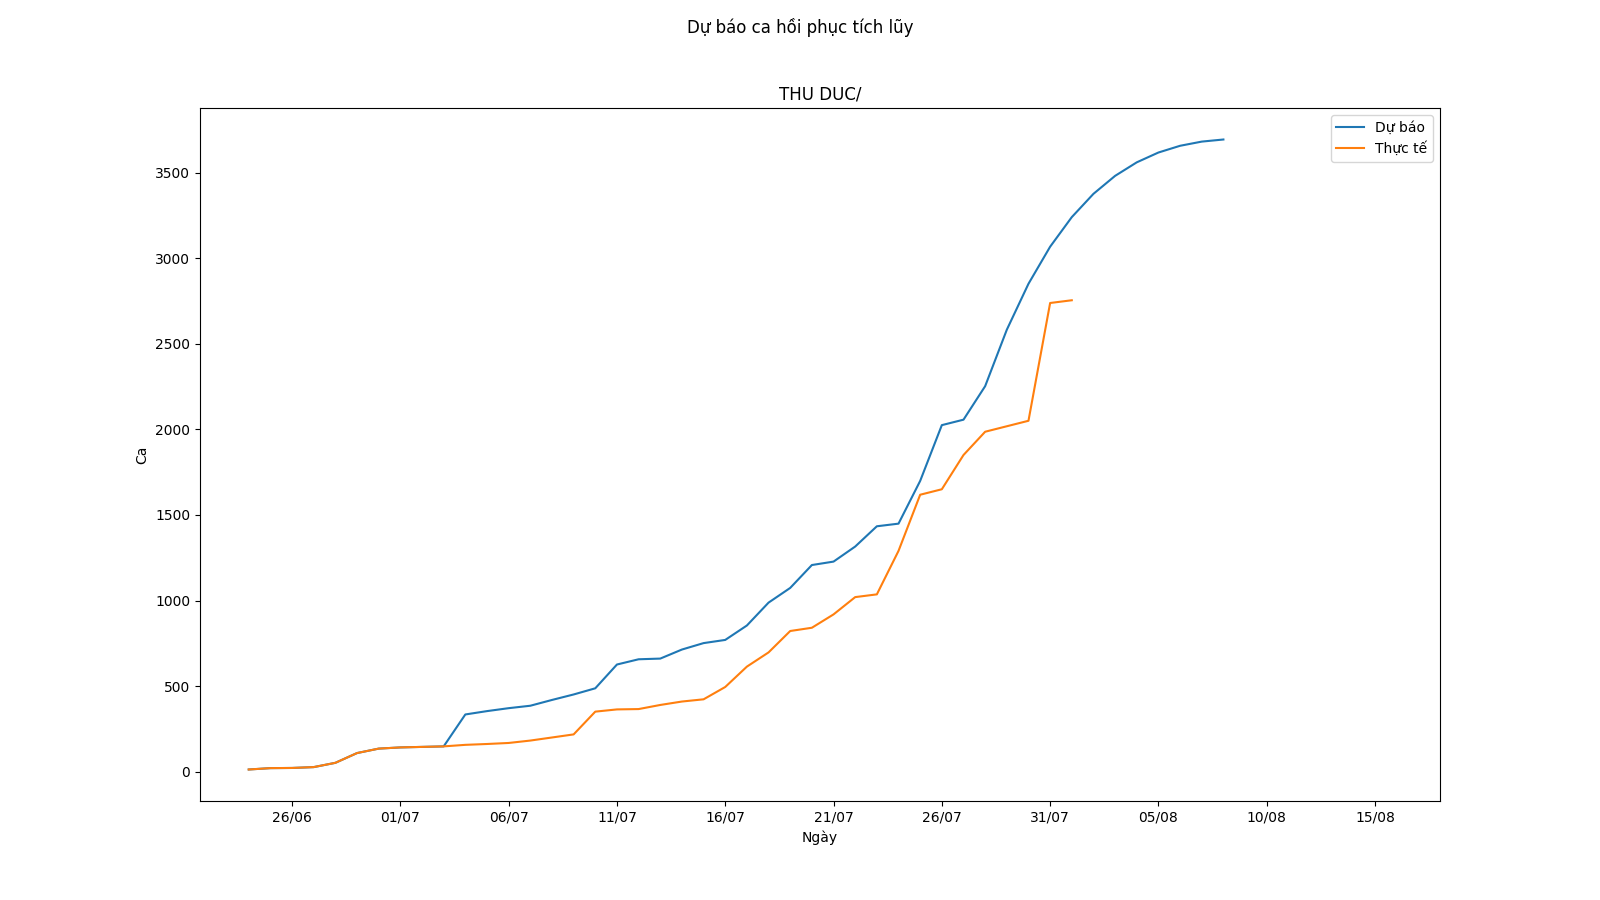 Dự báo ca hồi phục tích lũy
THU DUC/
Dự báo
Thực tế
3500
3000
2500
2000
1500
1000
500
0
Ca
26/06 01/07 06/07 11/07 16/07 21/07 26/07 31/07 05/08 10/08 15/08
Ngày